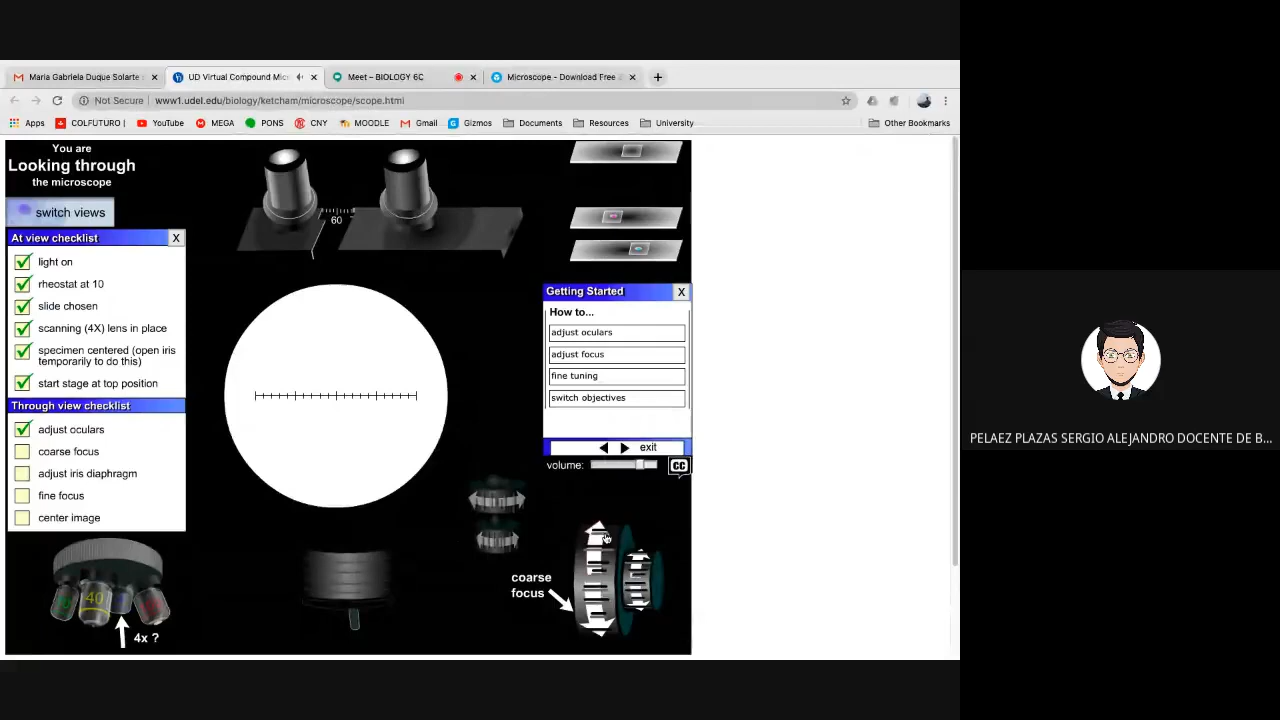 Maria Gabriela Duque Solarte
UD Virtual Compound Mic
Meet – BIOLOGY 6C
Microscope - Download Free
Not Secure
www1.udel.edu/biology/ketcham/microscope/scope.html
Apps
COLFUTURO |
YouTube
MEGA
PONS
CNY
MOODLE
Gmail
Gizmos
Documents
Resources
University
Other Bookmarks
You are
Looking through
the microscope
switch views
60
At view checklist
X
light on
rheostat at 10
slide chosen
scanning (4X) lens in place
specimen centered (open iris
temporarily to do this)
start stage at top position
Through view checklist
adjust oculars
coarse focus
adjust iris diaphragm
fine focus
center image
Getting Started
X
How to...
adjust oculars
adjust focus
fine tuning
switch objectives
exit
volume:
CC
coarse
focus
40
4x ?
PELAEZ PLAZAS SERGIO ALEJANDRO DOCENTE DE B...